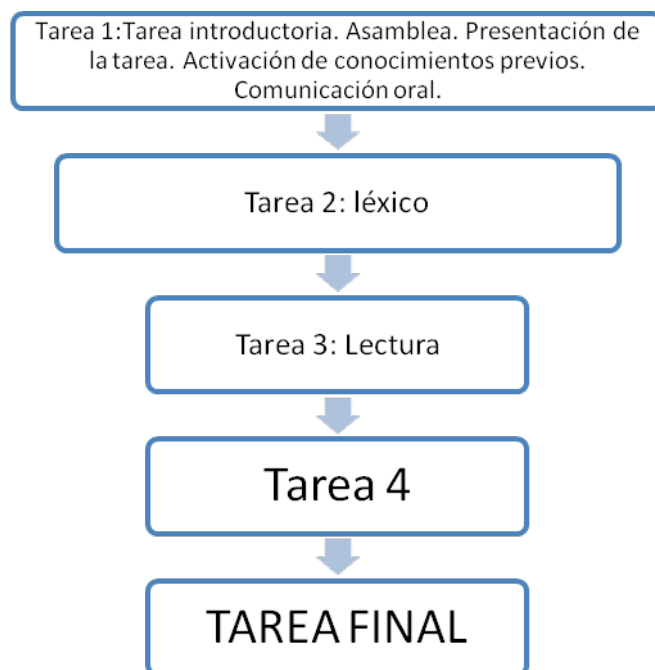 Tarea 1:Tarea introductoria. Asamblea. Presentación de
la tarea. Activación de conocimientos previos.
Comunicación oral.
Tarea 2: léxico
Tarea 3: Lectura
Tarea 4
TAREA FINAL